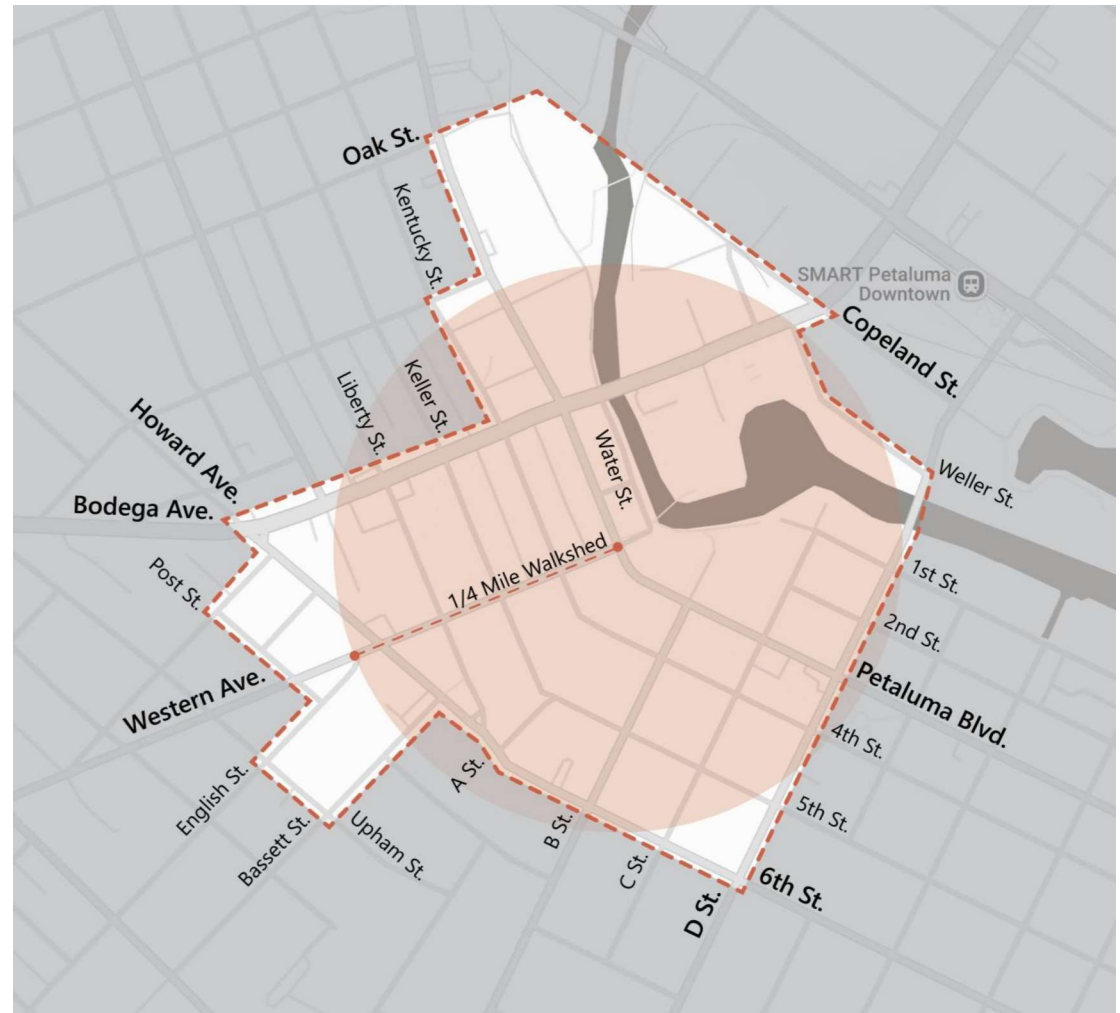 Oak St.
Kentucky St.
SMART Petaluma
Downtown
Copeland St.
Keller St.
Liberty St.
Howard Ave.
Bodega Ave.
Water St.
Weller St.
1/4 Mile Walkshed
Post St.
1st St.
2nd St.
Western Ave.
Petaluma Blvd.
4th St.
A St.
English St.
5th St.
Bassett St.
Upham St.
B St.
C St.
6th St.
D St.